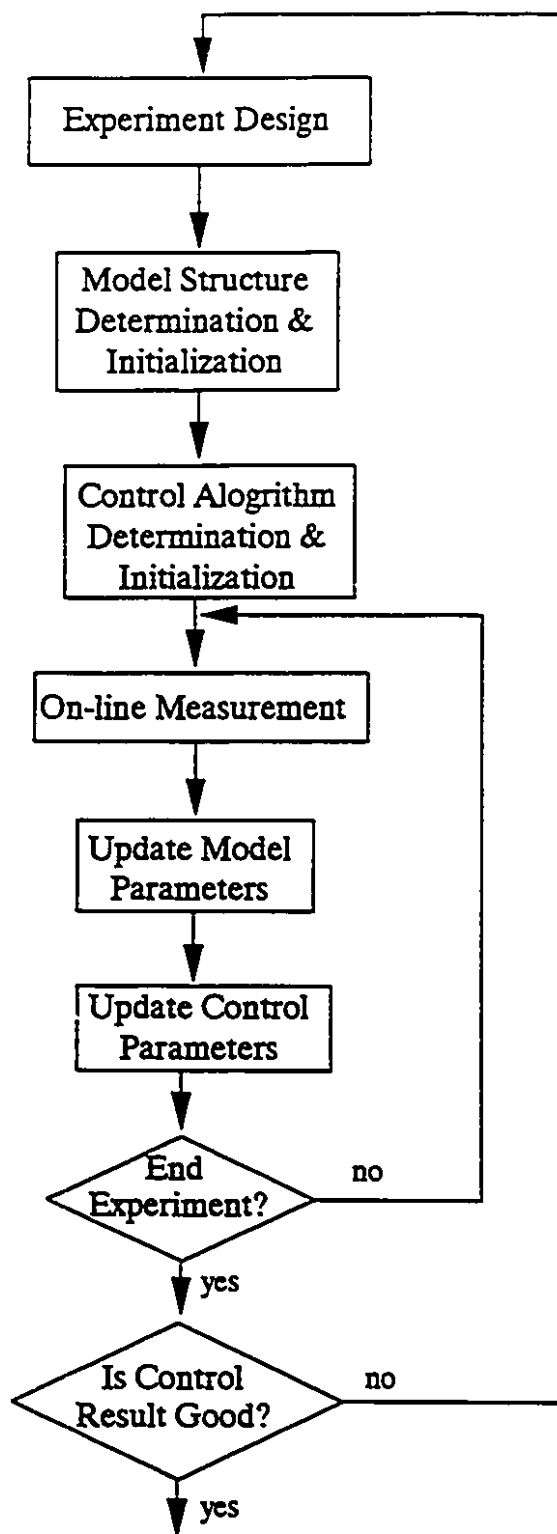 Experiment Design
Model Structure
Determination &
Initialization
Control Alogrithm
Determination &
Initialization
On-line Measurement
Update Model
Parameters
Update Control
Parameters
End
Experiment?
no
yes
Is Control
Result Good?
no
yes